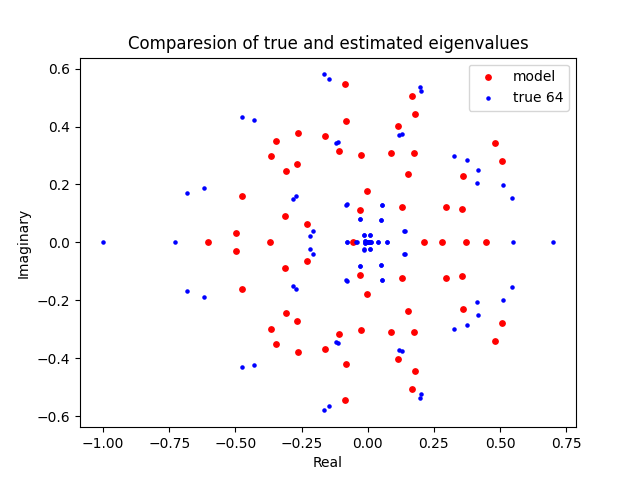 Comparesion of true and estimated eigenvalues
model
true 64
0.6
0.4
0.2
0.0
−0.2
−0.4
−0.6
Imaginary
−1.00 −0.75 −0.50 −0.25 0.00 0.25 0.50 0.75
Real